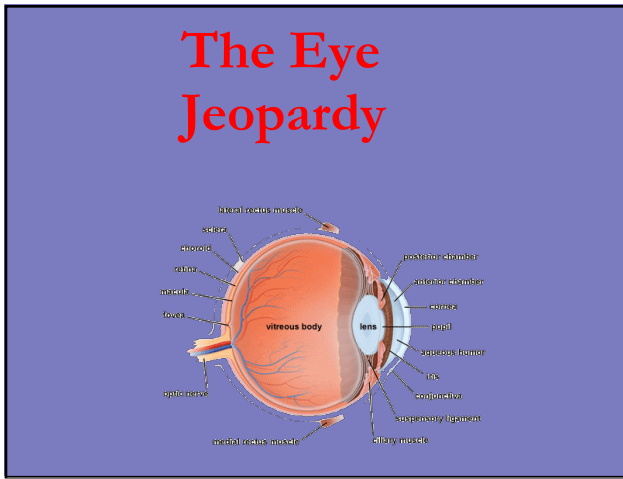 The Eye
Jeopardy
lateral rectus muscle
sclera
choroid
retina
macula
fovea
optic nerve
medial rectus muscle
vitreous body
lens
posterior chamber
anterior chamber
cornea
pupil
aqueous humor
iris
conjunctiva
suspensory ligament
ciliary muscle